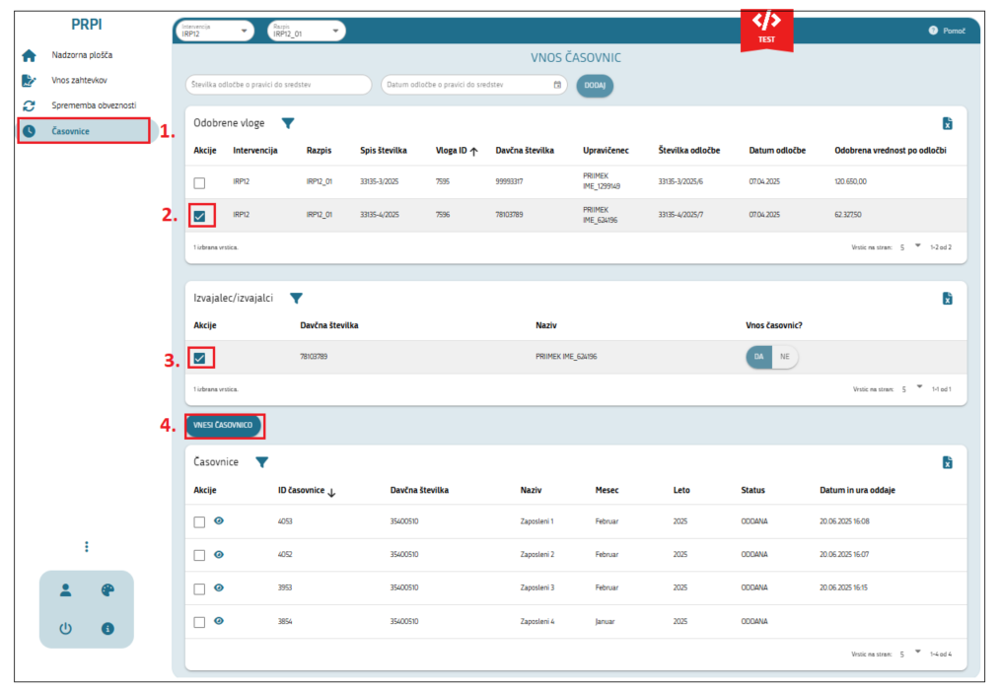 PRPI
Nadzorna plošča
Vnos zahtevkov
Sprememba obveznosti
Časovnice
1.
Intervencija
IRP12
Razpis
IRP12_01
TEST
Pomoč
VNOS ČASOVNIC
Številka odločbe o pravici do sredstev
Datum odločbe o pravici do sredstev
DODAJ
Odobrene vloge
Akcije Intervencija Razpis Spis številka Vloga ID Davčna številka Upravičenec Številka odločbe Datum odločbe Odobrena vrednost po odločbi
IRP12 IRP12_01 33135-3/2025 7595 99993317 PRIIMEK IME_1299149 33135-3/2025/6 07.04.2025 120.650,00
2. IRP12 IRP12_01 33135-4/2025 7596 78103789 PRIIMEK IME_624196 33135-4/2025/7 07.04.2025 62.327,50
1 izbrana vrstica. Vrstic na stran: 5 1-2 od 2
Izvajalec/izvajalci
Akcije Davčna številka Naziv Vnos časovnic?
3. 78103789 PRIIMEK IME_624196 DA NE
1 izbrana vrstica. Vrstic na stran: 5 1-1 od 1
4. VNESI ČASOVNICO
Časovnice
Akcije ID časovnice Davčna številka Naziv Mesec Leto Status Datum in ura oddaje
4053 35400510 Zaposleni 1 Februar 2025 ODDANA 20.06.2025 16:08
4052 35400510 Zaposleni 2 Februar 2025 ODDANA 20.06.2025 16:07
3953 35400510 Zaposleni 3 Februar 2025 ODDANA 20.06.2025 16:15
3854 35400510 Zaposleni 4 Januar 2025 ODDANA
Vrstic na stran: 5 1-4 od 4